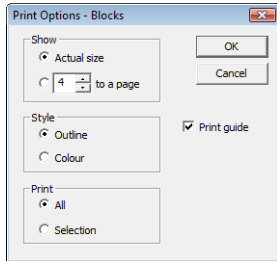 Print Options - Blocks
Show
Actual size
4 to a page
Style
Outline
Colour
Print
All
Selection
OK
Cancel
Print guide